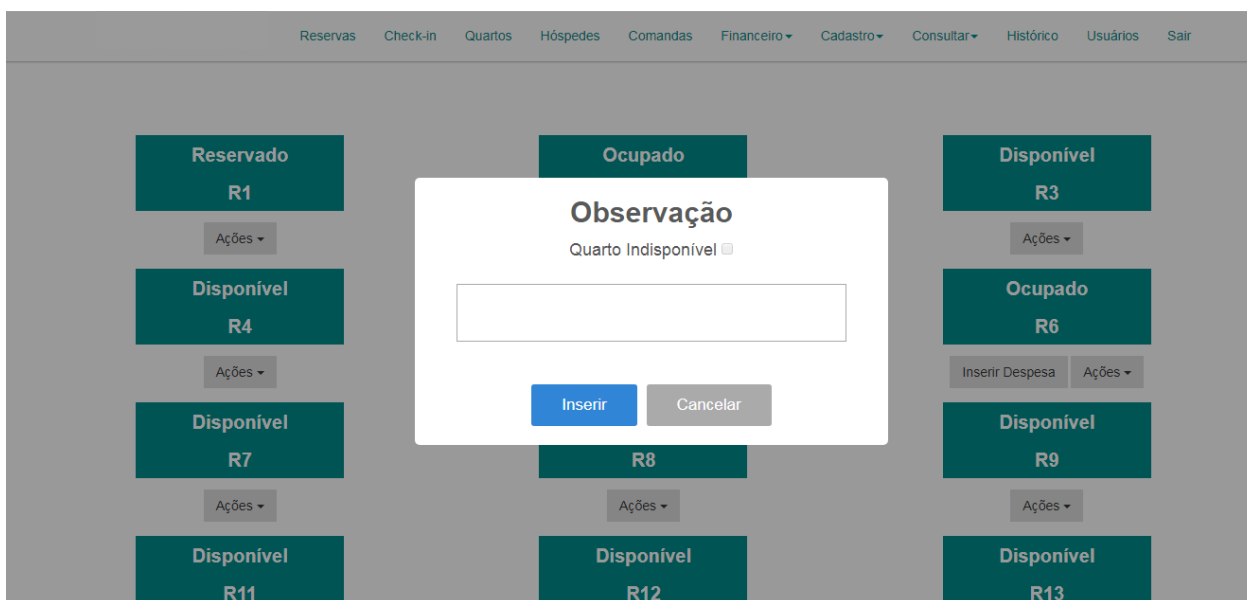 Reservas Check-in Quartos Hóspedes Comandas Financeiro Cadastro Consultar Histórico Usuários Sair
Reservado
R1
Ações
Ocupado
Disponível
R3
Ações
Observação
Quarto Indisponível
Inserir Cancelar
Disponível
R4
Ações
Ocupado
R6
Inserir Despesa Ações
Disponível
R7
Ações
R8
Ações
Disponível
R9
Ações
Disponível
R11
Disponível
R12
Disponível
R13